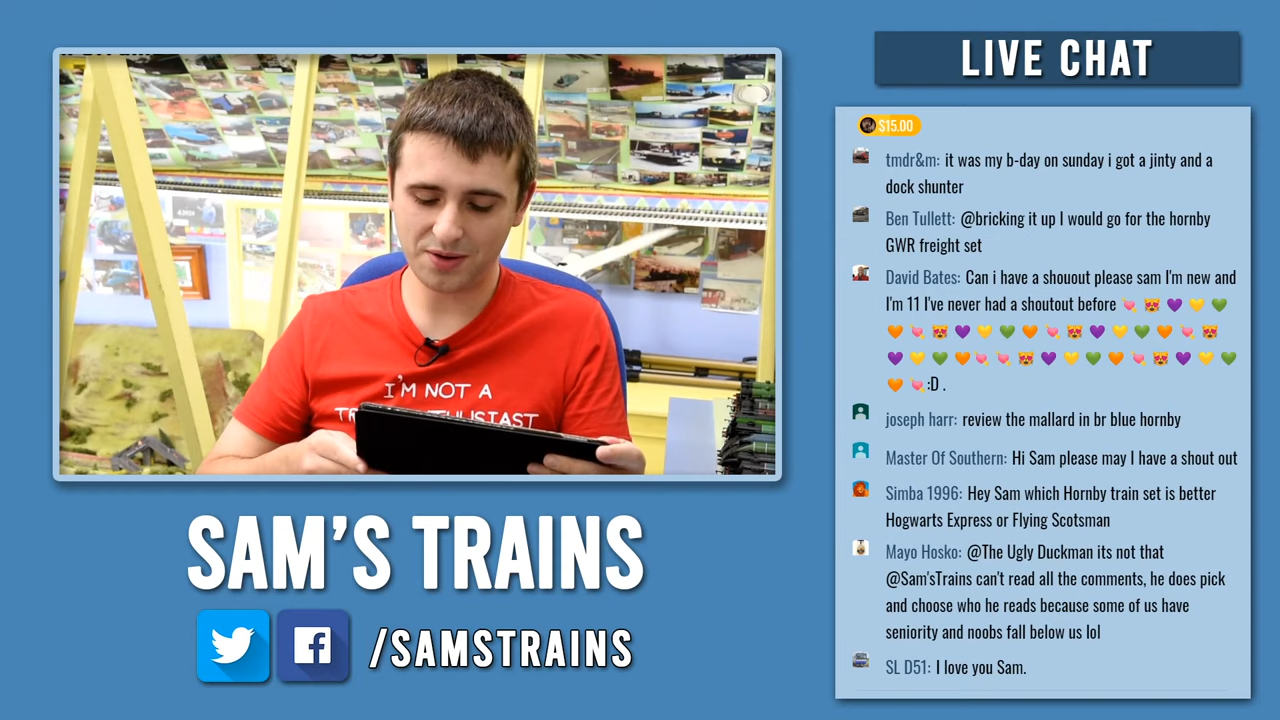 LIVE CHAT
$15.00
tmdr&m: it was my b-day on sunday i got a jinty and a
dock shunter
Ben Tullett: @bricking it up I would go for the hornby
GWR freight set
David Bates: Can i have a shouout please sam I'm new and
I'm 11 I've never had a shoutout before 💘 😻 💜 💛 💚
🧡 💘 😻 💜 💛 💚 🧡 💘 😻 💜 💛 💚 🧡 💘 😻
💜 💛 💚 🧡 💘 💘 😻 💜 💛 💚 🧡 💘 😻 💜 💛 💚
🧡 💘 :D .
joseph harr: review the mallard in br blue hornby
Master Of Southern: Hi Sam please may I have a shout out
Simba 1996: Hey Sam which Hornby train set is better
Hogwarts Express or Flying Scotsman
Mayo Hosko: @The Ugly Duckman its not that
@Sam'sTrains can't read all the comments, he does pick
and choose who he reads because some of us have
seniority and noobs fall below us lol
SL D51: I love you Sam.
I'M NOT A
SAM'S TRAINS
/SAMSTRAINS